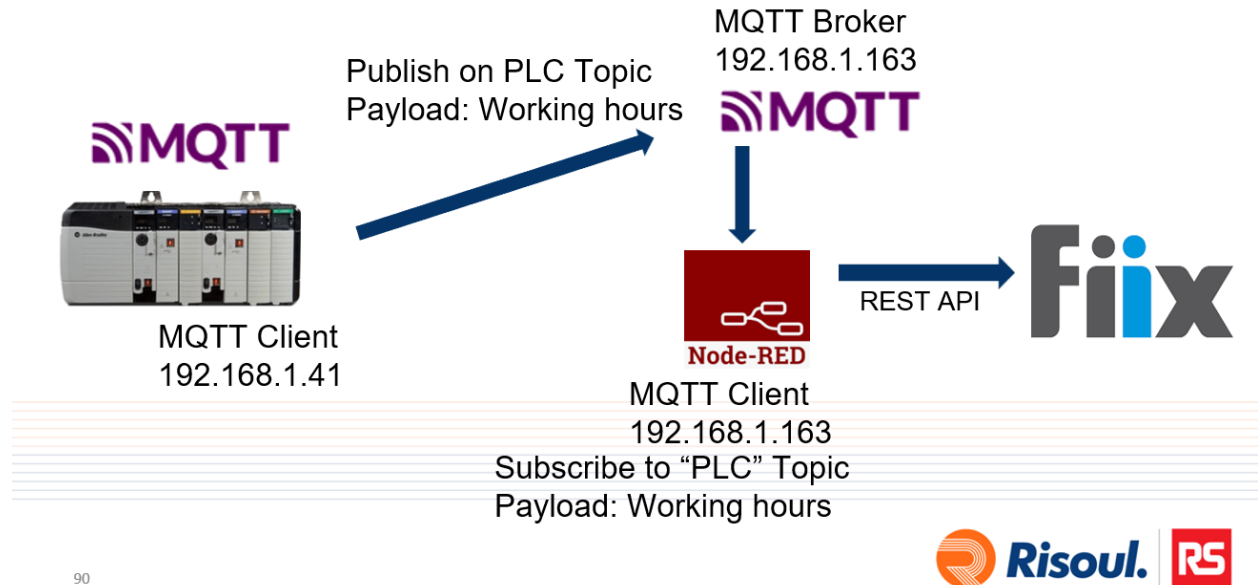 MQTT Broker
192.168.1.163
MQTT
Publish on PLC Topic
Payload: Working hours
MQTT
Allen-Bradley
MQTT Client
192.168.1.41
Node-RED
REST API
Fiix
MQTT Client
192.168.1.163
Subscribe to “PLC” Topic
Payload: Working hours
Risoul.
RS
90